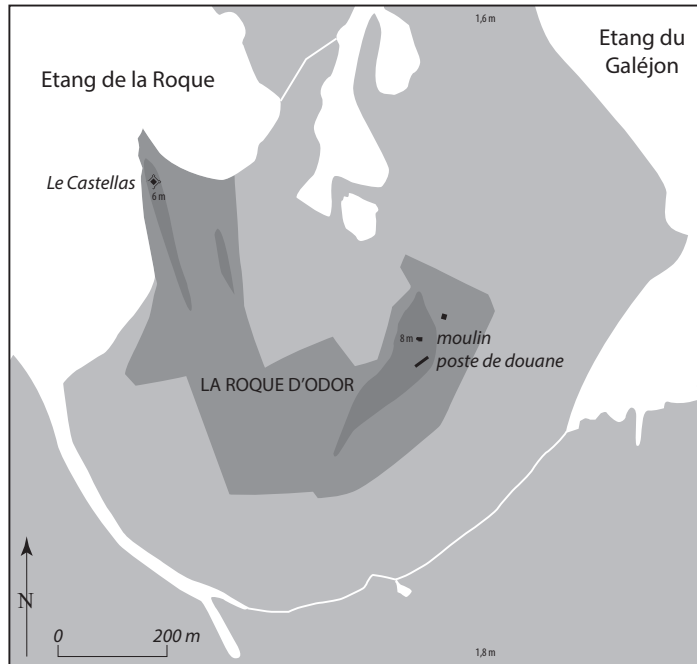 1,6 m
Etang du
Galéjon
Etang de la Roque
Le Castellas
6 m
8 m
moulin
poste de douane
LA ROQUE D'ODOR
N
0
200 m
1,8 m